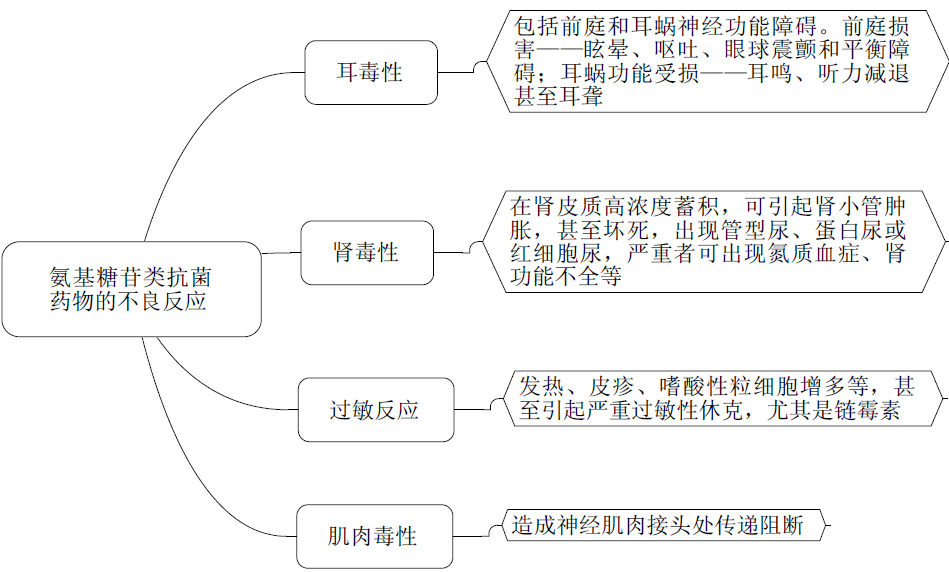 氨基糖苷类抗菌
药物的不良反应
耳毒性
包括前庭和耳蜗神经功能障碍。前庭损
害——眩晕、呕吐、眼球震颤和平衡障
碍；耳蜗功能受损——耳鸣、听力减退
甚至耳聋
肾毒性
在肾皮质高浓度蓄积，可引起肾小管肿
胀，甚至坏死，出现管型尿、蛋白尿或
红细胞尿，严重者可出现氮质血症、肾
功能不全等
过敏反应
发热、皮疹、嗜酸性粒细胞增多等，甚
至引起严重过敏性休克，尤其是链霉素
肌肉毒性
造成神经肌肉接头处传递阻断